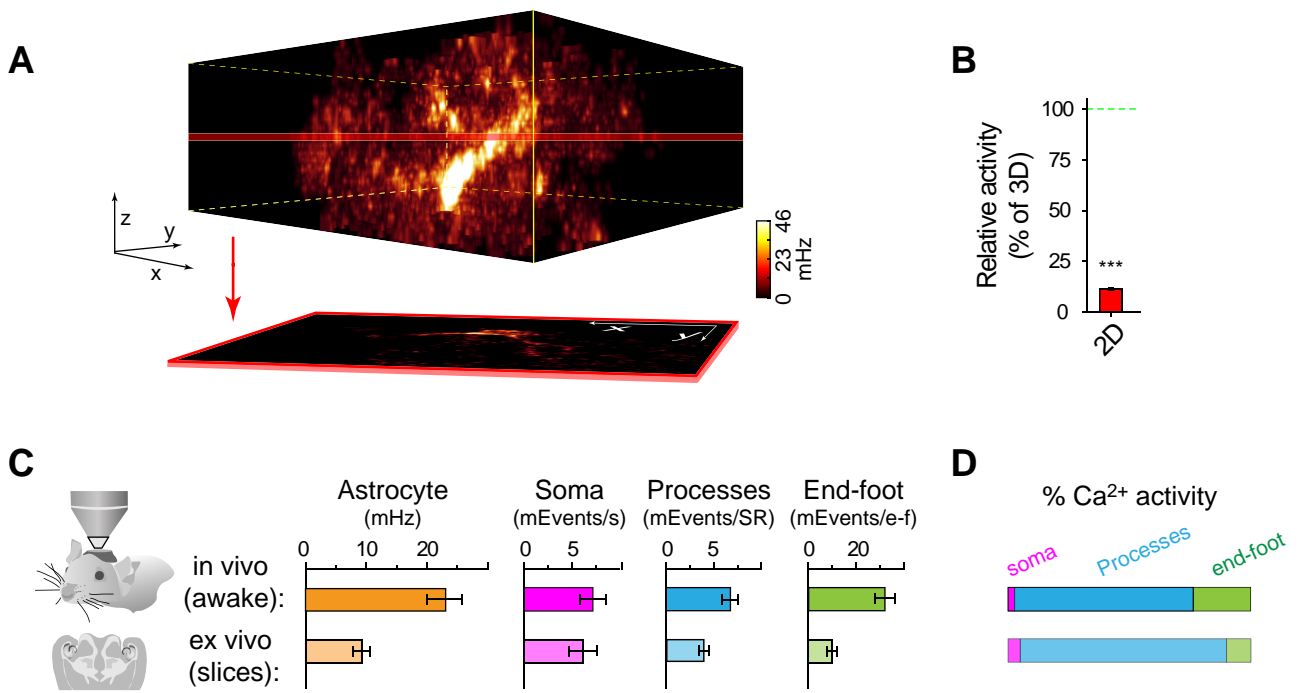 A
z
y
x
0 23 46
mHz
x
y
B
Relative activity
(% of 3D)
100
75
50
25
0
***
2D
C
Astrocyte
(mHz)
0 10 20
Soma
(mEvents/s)
0 5
Processes
(mEvents/SR)
0 5
End-foot
(mEvents/e-f)
0 20
in vivo
(awake):
ex vivo
(slices):
D
% Ca²⁺ activity
soma
Processes
end-foot